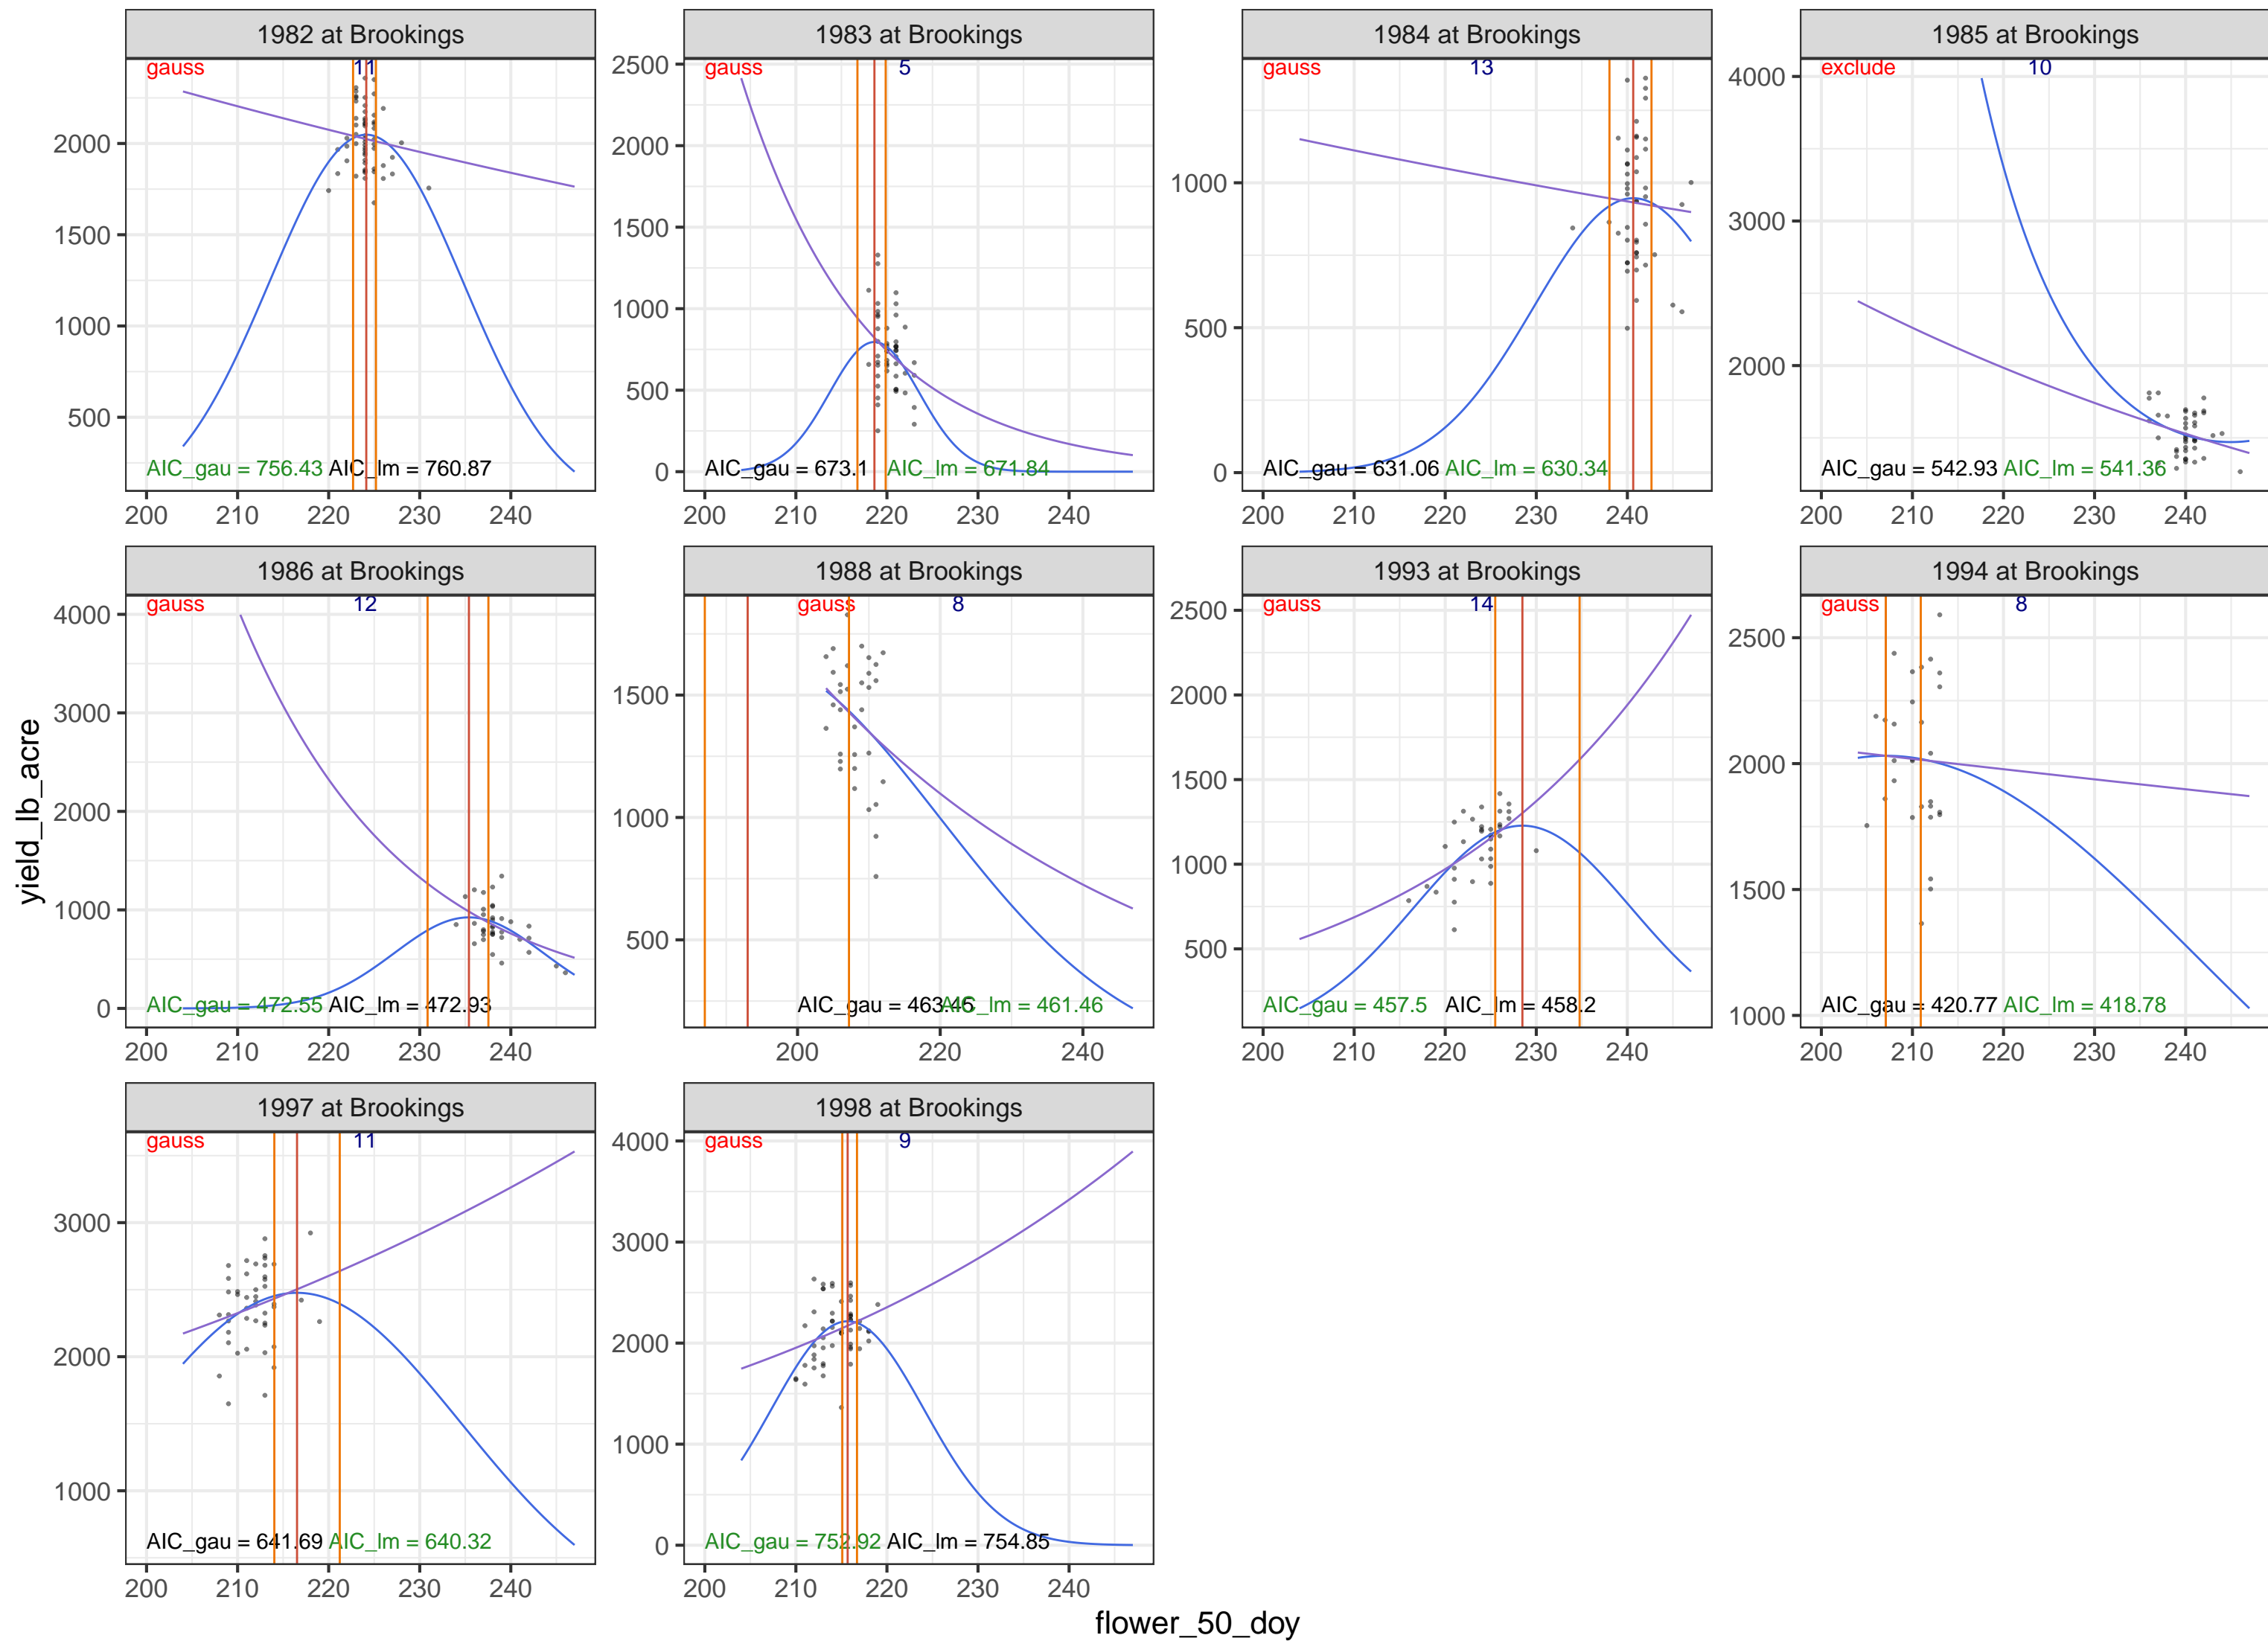 1982 at Brookings
1983 at Brookings
1984 at Brookings
1985 at Brookings
gauss 11
gauss 5
gauss 13
exclude 10
2000
1500
1000
500
2500
2000
1500
1000
500
0
1000
500
0
4000
3000
2000
AIC_gau = 756.43 AIC_lm = 760.87
AIC_gau = 673.1 AIC_lm = 671.84
AIC_gau = 631.06 AIC_lm = 630.34
AIC_gau = 542.93 AIC_lm = 541.36
200 210 220 230 240
200 210 220 230 240
200 210 220 230 240
200 210 220 230 240
1986 at Brookings
1988 at Brookings
1993 at Brookings
1994 at Brookings
gauss 12
gauss 8
gauss 14
gauss 8
4000
3000
2000
1000
0
1500
1000
500
2500
2000
1500
1000
500
2500
2000
1500
1000
AIC_gau = 472.55 AIC_lm = 472.93
AIC_gau = 463.45 AIC_lm = 461.46
AIC_gau = 457.5 AIC_lm = 458.2
AIC_gau = 420.77 AIC_lm = 418.78
200 210 220 230 240
200 220 240
200 210 220 230 240
200 210 220 230 240
yield_lb_acre
1997 at Brookings
1998 at Brookings
gauss 11
gauss 9
3000
2000
1000
4000
3000
2000
1000
0
AIC_gau = 641.69 AIC_lm = 640.32
AIC_gau = 752.92 AIC_lm = 754.85
200 210 220 230 240
200 210 220 230 240
flower_50_doy